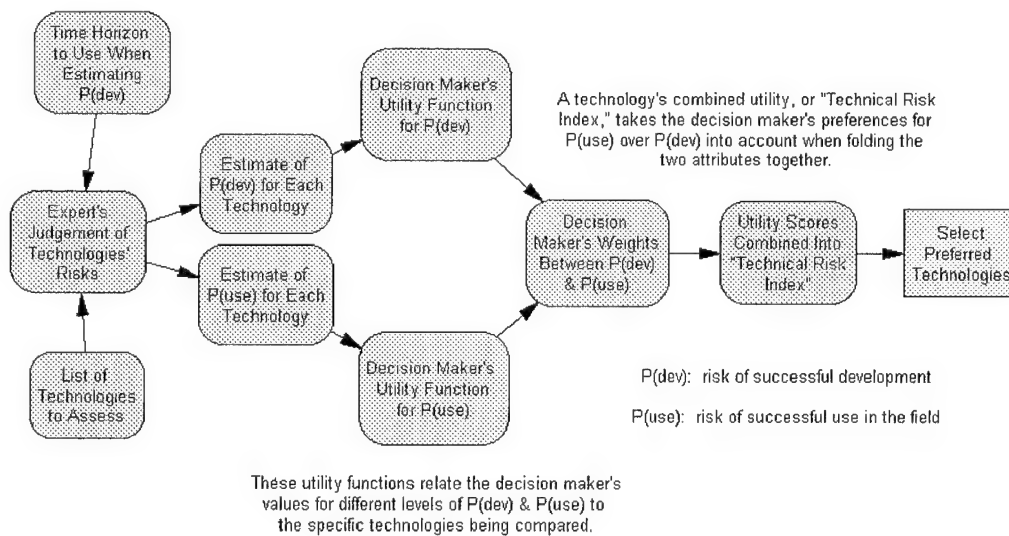 Time Horizon
to Use When
Estimating
P(dev)
Expert's
Judgement of
Technologies'
Risks
List of
Technologies
to Assess
Estimate of
P(dev) for Each
Technology
Estimate of
P(use) for Each
Technology
Decision Maker's
Utility Function
for P(dev)
Decision Maker's
Utility Function
for P(use)
A technology's combined utility, or "Technical Risk
Index," takes the decision maker's preferences for
P(use) over P(dev) into account when folding the
two attributes together.
Decision
Maker's Weights
Between P(dev)
& P(use)
Utility Scores
Combined Into
"Technical Risk
Index"
Select
Preferred
Technologies
P(dev): risk of successful development
P(use): risk of successful use in the field
These utility functions relate the decision maker's
values for different levels of P(dev) & P(use) to
the specific technologies being compared.